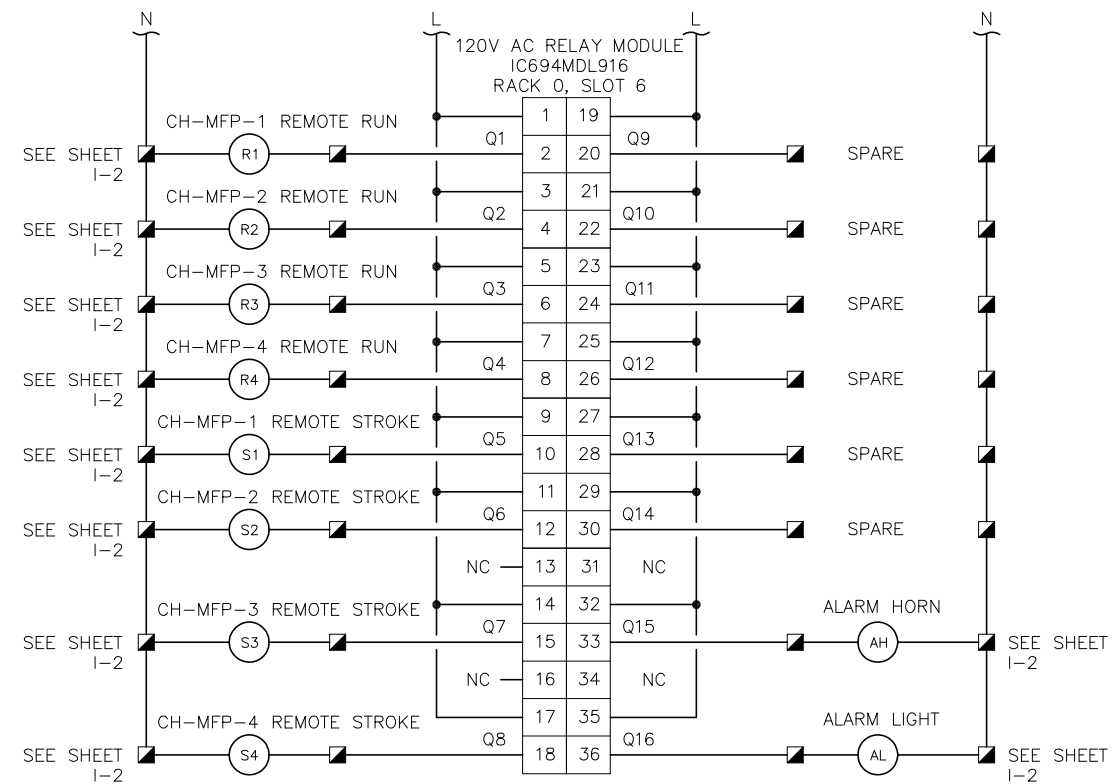 N
L
L
N
120V AC RELAY MODULE
IC694MDL916
RACK 0, SLOT 6
1 19
CH-MFP-1 REMOTE RUN
Q1
Q9
SEE SHEET
I-2
R1
2 20
SPARE
3 21
CH-MFP-2 REMOTE RUN
Q2
Q10
SEE SHEET
I-2
R2
4 22
SPARE
5 23
CH-MFP-3 REMOTE RUN
Q3
Q11
SEE SHEET
I-2
R3
6 24
SPARE
7 25
CH-MFP-4 REMOTE RUN
Q4
Q12
SEE SHEET
I-2
R4
8 26
SPARE
9 27
CH-MFP-1 REMOTE STROKE
Q5
Q13
SEE SHEET
I-2
S1
10 28
SPARE
11 29
CH-MFP-2 REMOTE STROKE
Q6
Q14
SEE SHEET
I-2
S2
12 30
SPARE
NC
13 31
NC
14 32
CH-MFP-3 REMOTE STROKE
ALARM HORN
Q7
Q15
SEE SHEET
I-2
S3
15 33
AH
SEE SHEET
I-2
NC
16 34
NC
17 35
CH-MFP-4 REMOTE STROKE
ALARM LIGHT
Q8
Q16
SEE SHEET
I-2
S4
18 36
AL
SEE SHEET
I-2